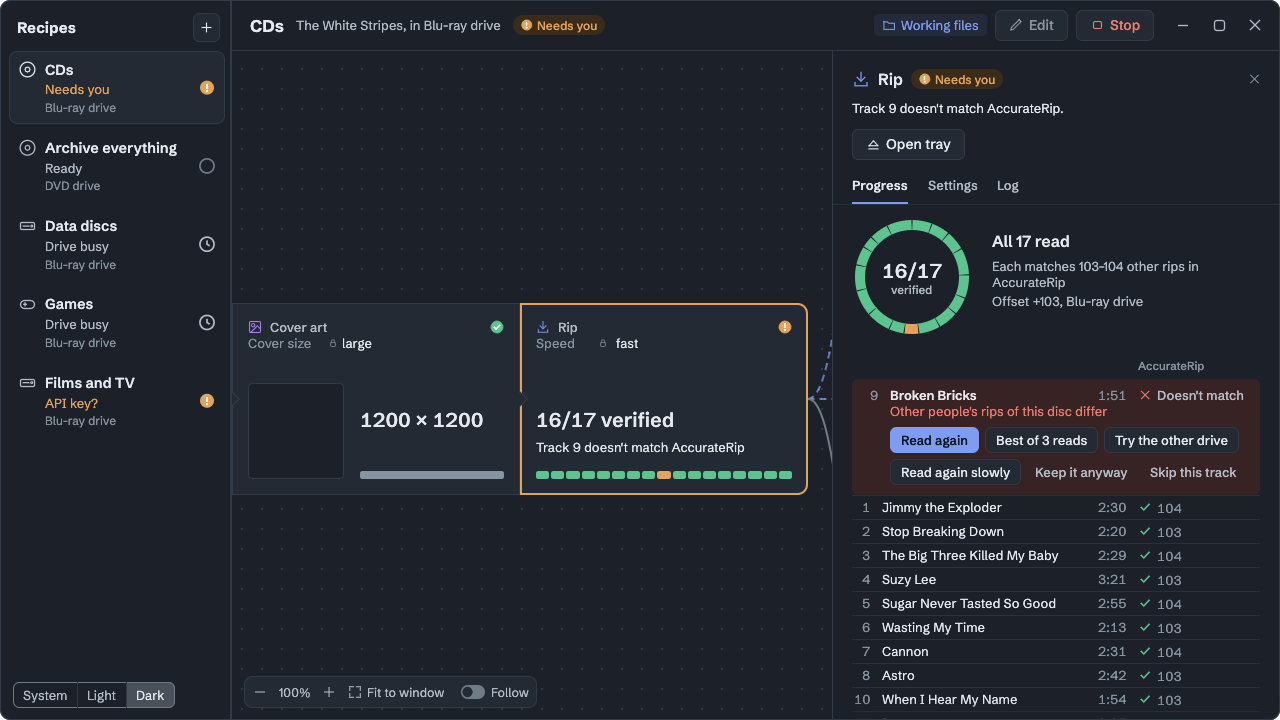 Recipes
CDs
Needs you
Blu-ray drive
Archive everything
Ready
DVD drive
Data discs
Drive busy
Blu-ray drive
Games
Drive busy
Blu-ray drive
Films and TV
API key?
Blu-ray drive
System Light Dark
CDs The White Stripes, in Blu-ray drive Needs you
Working files Edit Stop
Cover art
Cover size large
1200 × 1200
Rip
Speed fast
16/17 verified
Track 9 doesn't match AccurateRip
100% Fit to window Follow
Rip Needs you
Track 9 doesn't match AccurateRip.
Open tray
Progress Settings Log
16/17
verified
All 17 read
Each matches 103–104 other rips in
AccurateRip
Offset +103, Blu-ray drive
AccurateRip
9 Broken Bricks 1:51 Doesn't match
Other people's rips of this disc differ
Read again Best of 3 reads Try the other drive
Read again slowly Keep it anyway Skip this track
1 Jimmy the Exploder 2:30 104
2 Stop Breaking Down 2:20 103
3 The Big Three Killed My Baby 2:29 104
4 Suzy Lee 3:21 103
5 Sugar Never Tasted So Good 2:55 104
6 Wasting My Time 2:13 103
7 Cannon 2:31 104
8 Astro 2:42 103
10 When I Hear My Name 1:54 103